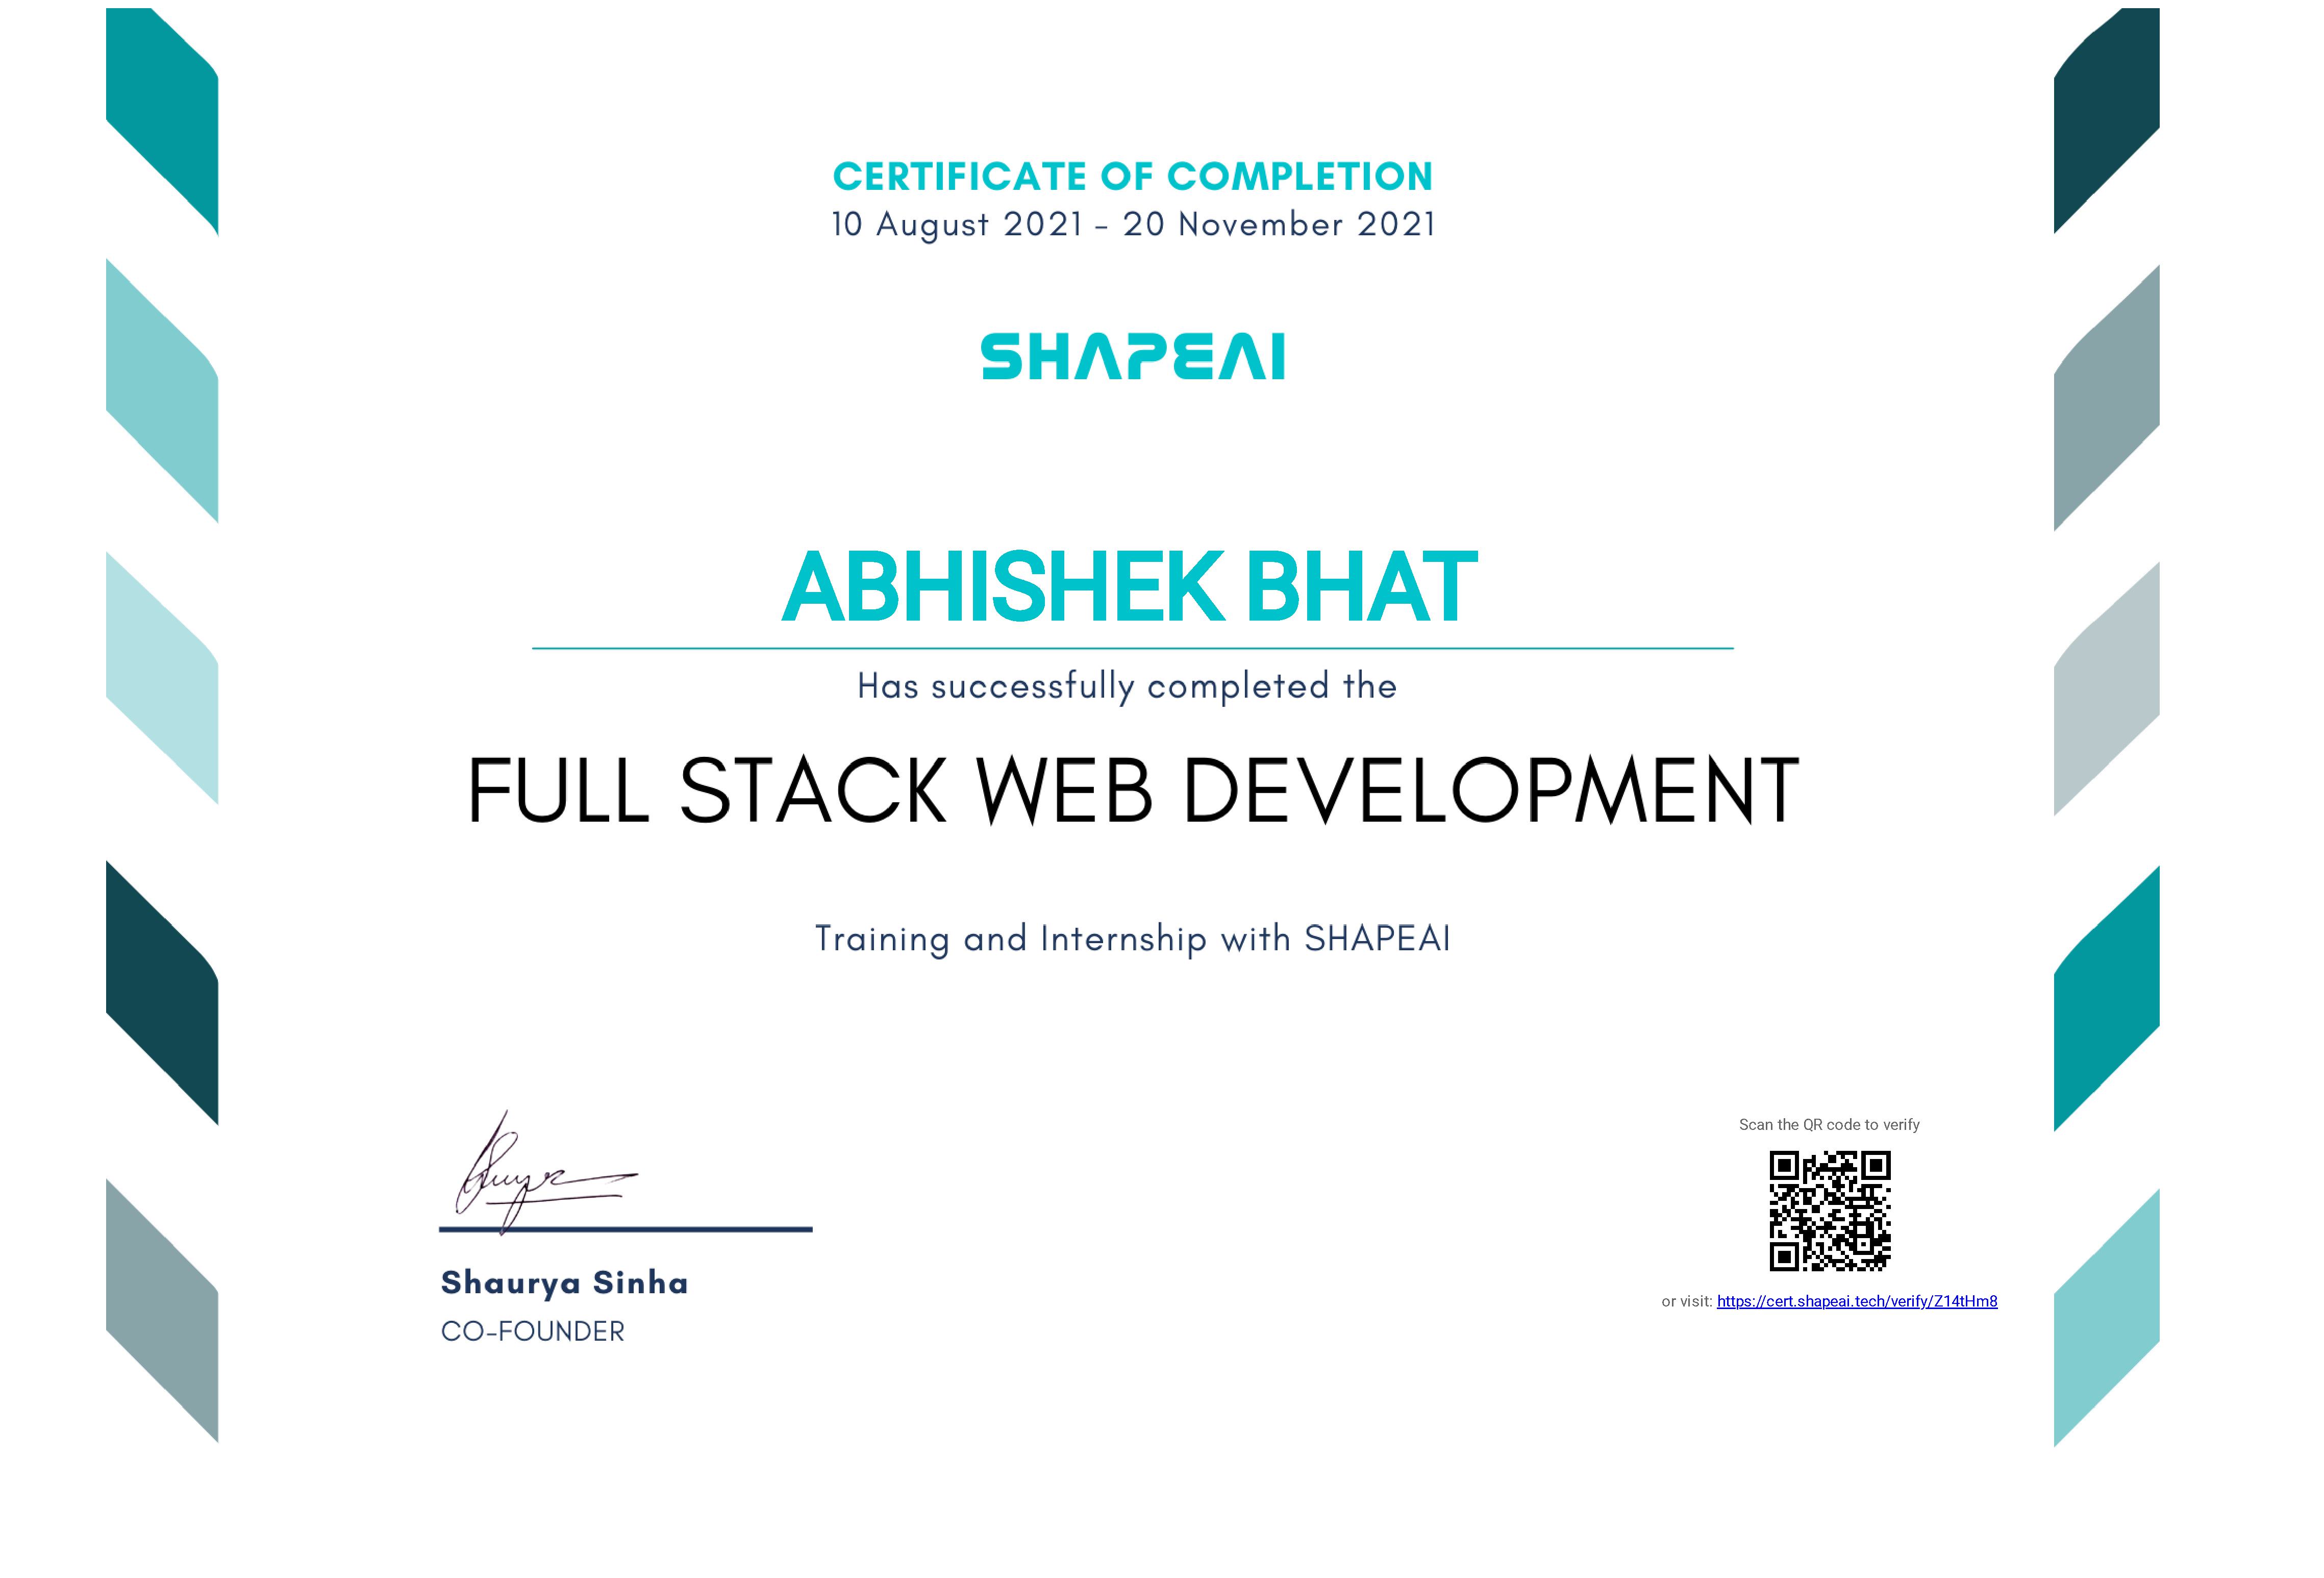 CERTIFICATE OF COMPLETION
10 August 2021 – 20 November 2021
SHAPEAI
ABHISHEK BHAT
Has successfully completed the
FULL STACK WEB DEVELOPMENT
Training and Internship with SHAPEAI
Shaurya Sinha
CO-FOUNDER
Scan the QR code to verify
or visit: https://cert.shapeai.tech/verify/Z14tHm8